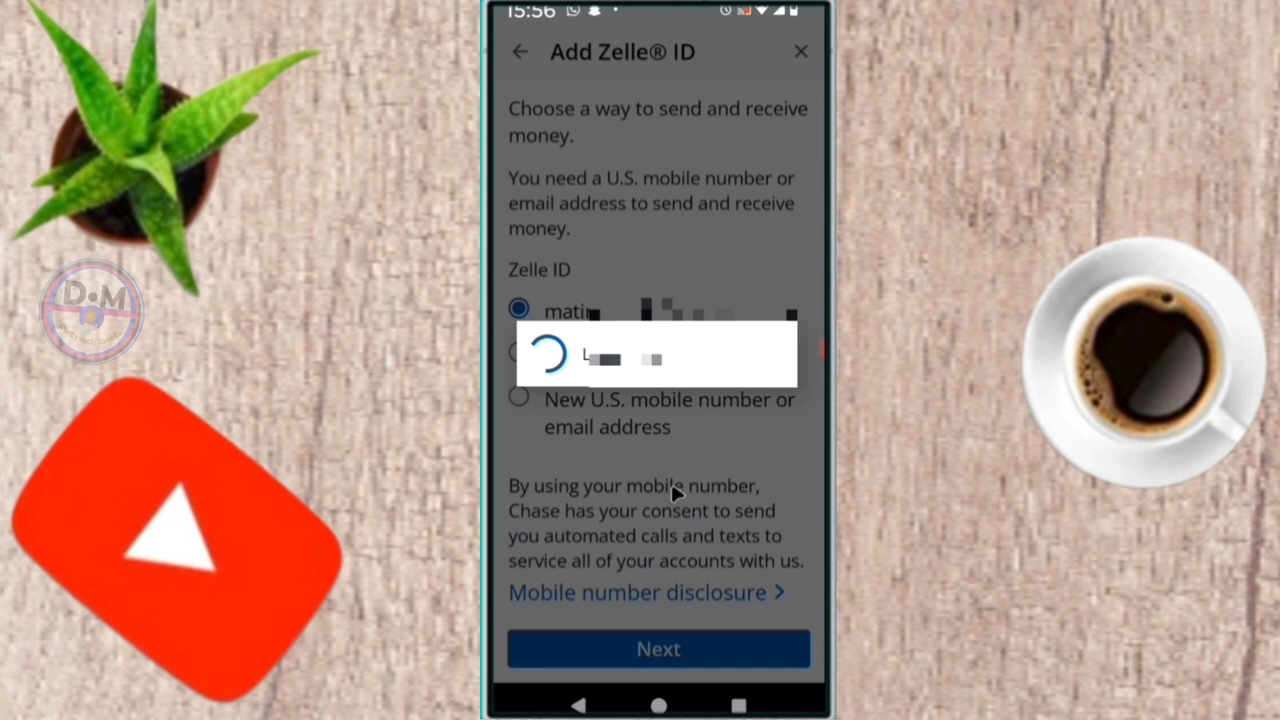 15:56
Add Zelle® ID
Choose a way to send and receive
money.
You need a U.S. mobile number or
email address to send and receive
money.
Zelle ID
New U.S. mobile number or
email address
By using your mobile number,
Chase has your consent to send
you automated calls and texts to
service all of your accounts with us.
Mobile number disclosure
Next
D•M